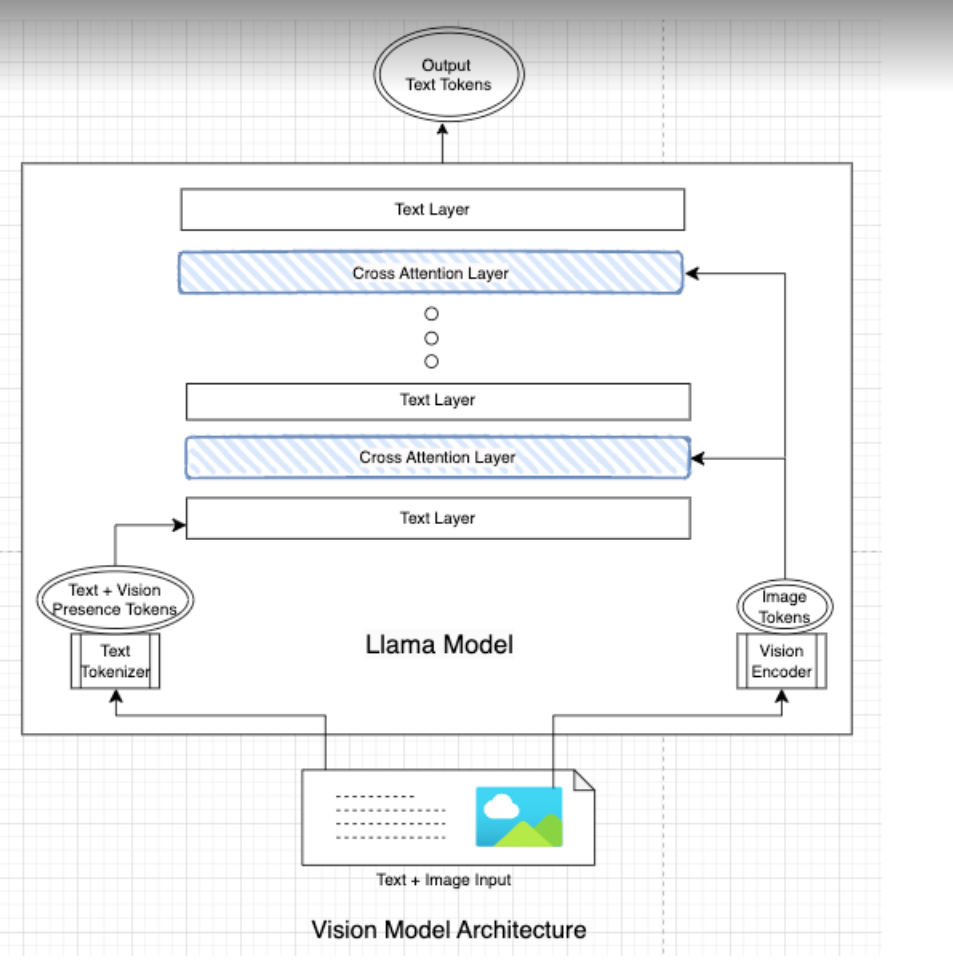 Output
Text Tokens
Text Layer
Cross Attention Layer
Text Layer
Cross Attention Layer
Text Layer
Text + Vision
Presence Tokens
Text
Tokenizer
Llama Model
Image
Tokens
Vision
Encoder
Text + Image Input
Vision Model Architecture